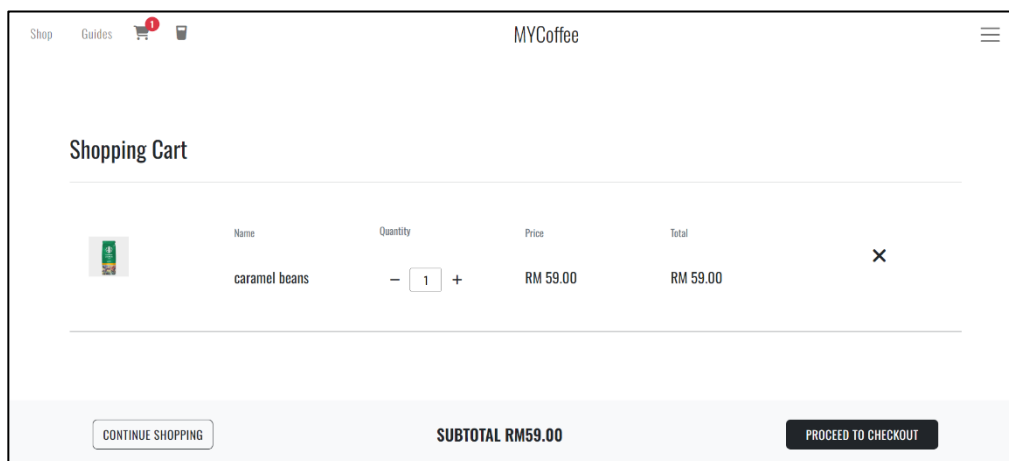 Shop Guides 1 MYCoffee
Shopping Cart
Name Quantity Price Total
caramel beans − 1 + RM 59.00 RM 59.00
CONTINUE SHOPPING SUBTOTAL RM59.00 PROCEED TO CHECKOUT